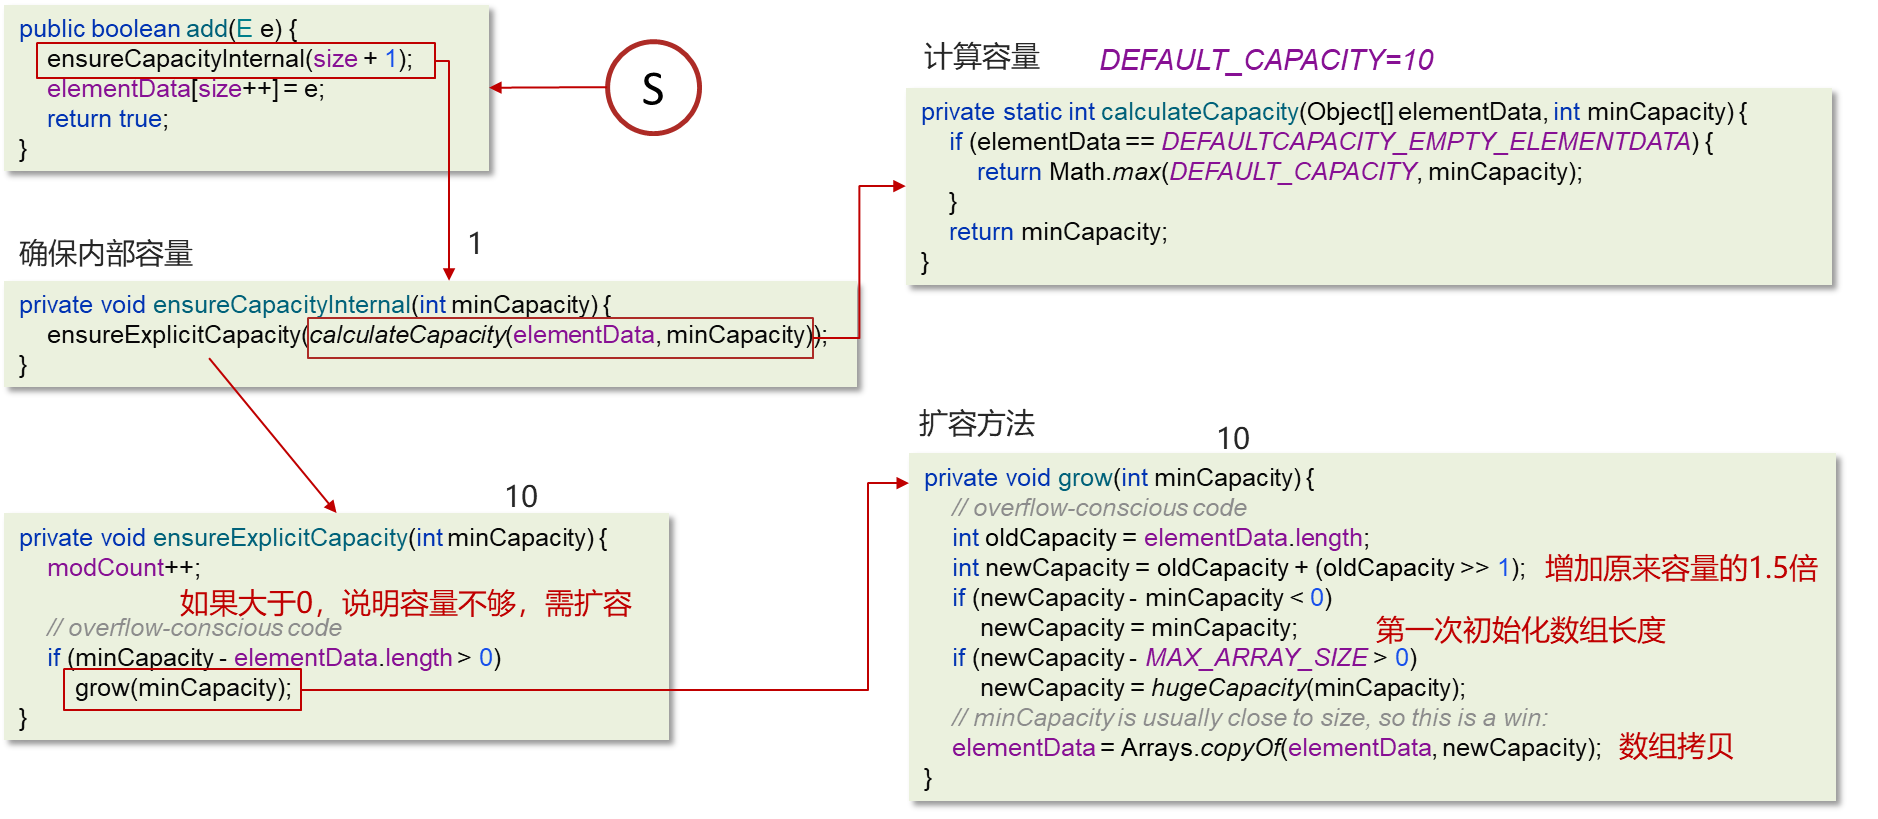 public boolean add(E e) {
ensureCapacityInternal(size + 1);
elementData[size++] = e;
return true;
}
S
确保内部容量
1
private void ensureCapacityInternal(int minCapacity) {
ensureExplicitCapacity(calculateCapacity(elementData, minCapacity));
}
10
private void ensureExplicitCapacity(int minCapacity) {
modCount++;
如果大于0，说明容量不够，需扩容
// overflow-conscious code
if (minCapacity - elementData.length > 0)
grow(minCapacity);
}
计算容量
DEFAULT_CAPACITY=10
private static int calculateCapacity(Object[] elementData, int minCapacity) {
if (elementData == DEFAULTCAPACITY_EMPTY_ELEMENTDATA) {
return Math.max(DEFAULT_CAPACITY, minCapacity);
}
return minCapacity;
}
扩容方法
10
private void grow(int minCapacity) {
// overflow-conscious code
int oldCapacity = elementData.length;
int newCapacity = oldCapacity + (oldCapacity >> 1); 增加原来容量的1.5倍
if (newCapacity - minCapacity < 0)
newCapacity = minCapacity; 第一次初始化数组长度
if (newCapacity - MAX_ARRAY_SIZE > 0)
newCapacity = hugeCapacity(minCapacity);
// minCapacity is usually close to size, so this is a win:
elementData = Arrays.copyOf(elementData, newCapacity); 数组拷贝
}